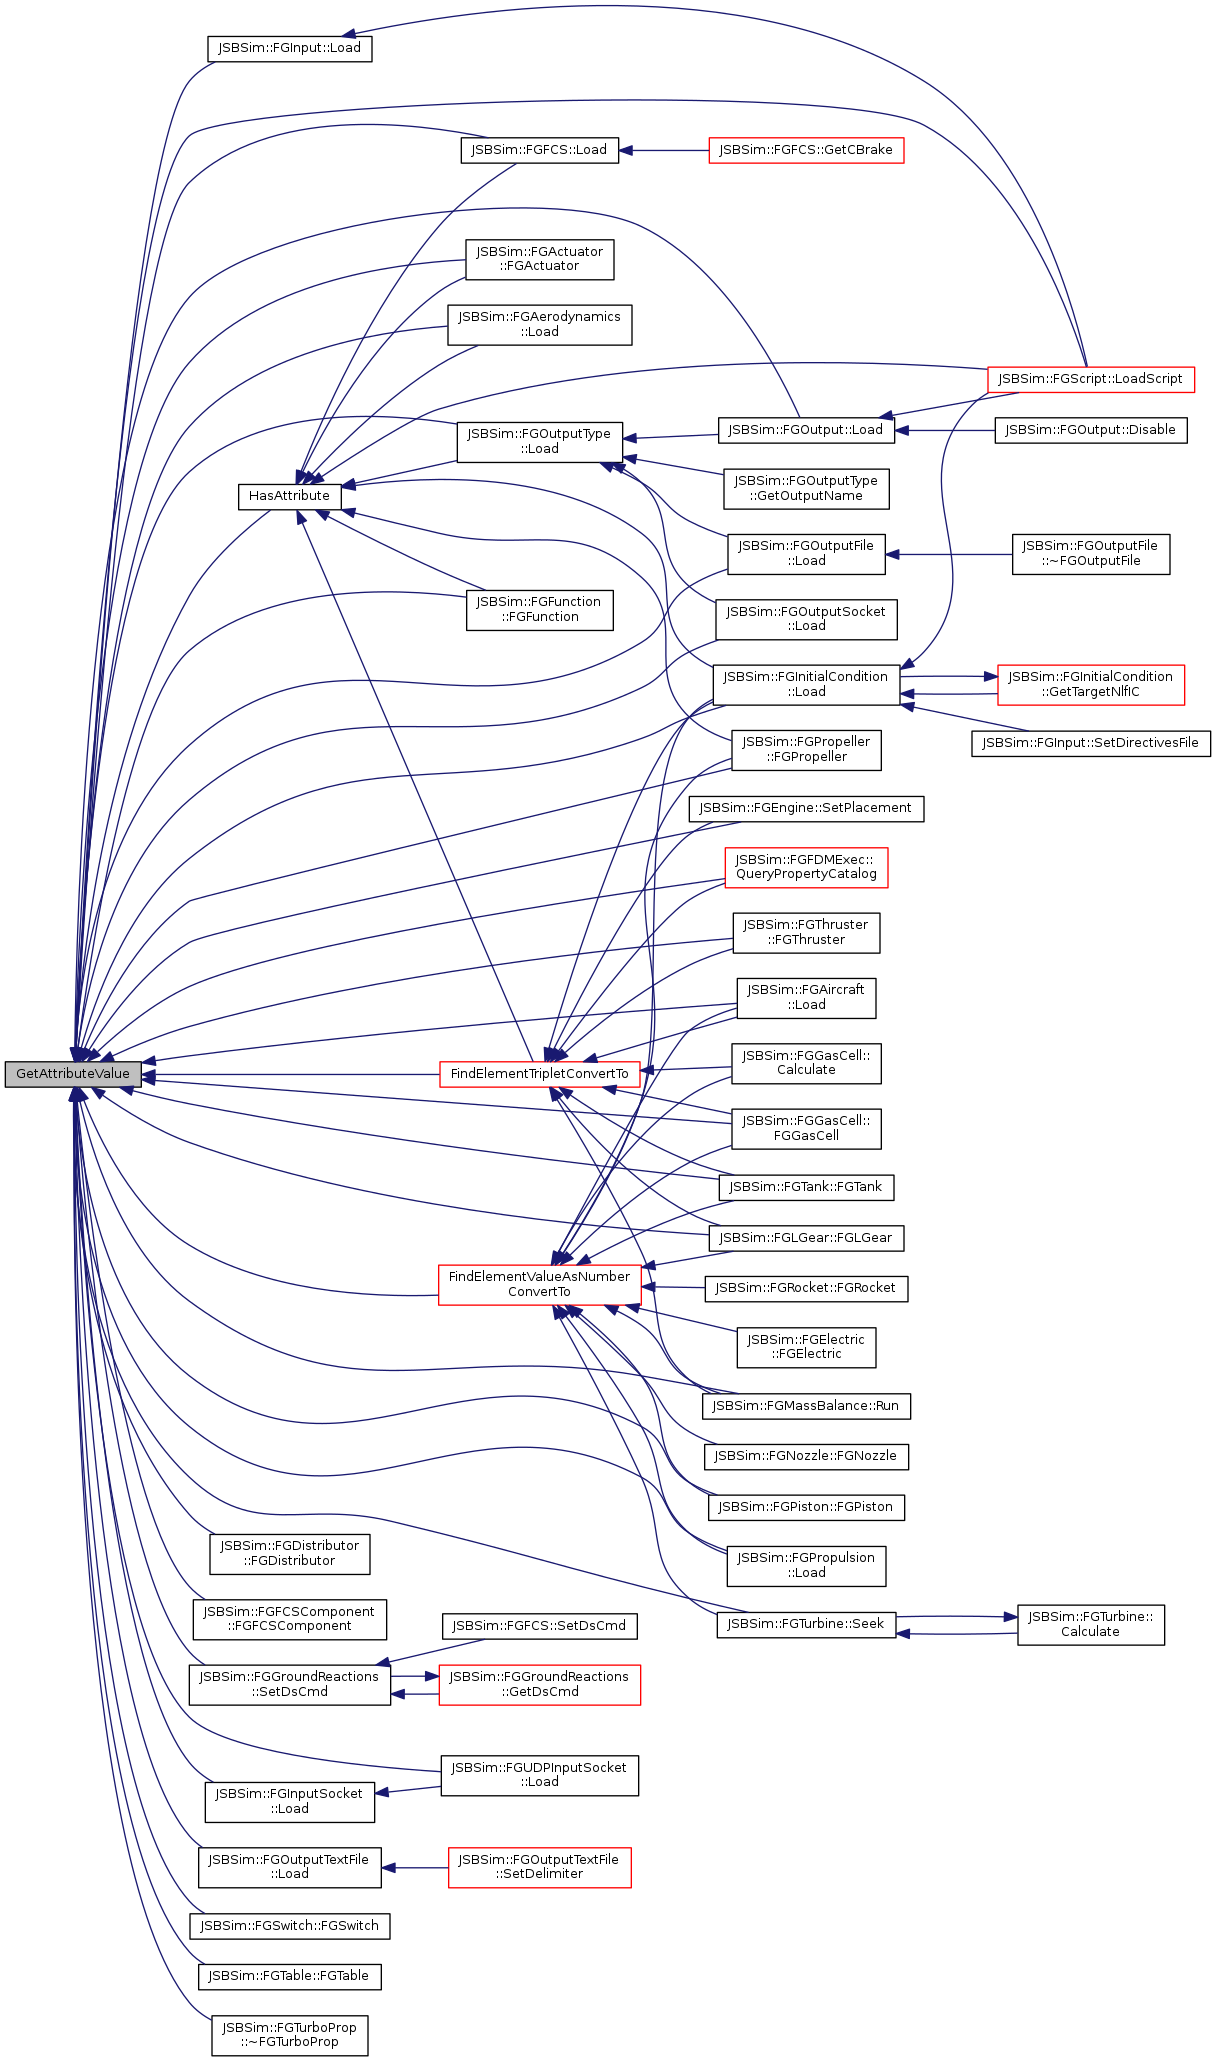 JSBSim::FGInput::Load
JSBSim::FGFCS::Load
JSBSim::FGFCS::GetCBrake
JSBSim::FGActuator
::FGActuator
JSBSim::FGAerodynamics
::Load
JSBSim::FGScript::LoadScript
JSBSim::FGOutputType
::Load
JSBSim::FGOutput::Load
JSBSim::FGOutput::Disable
HasAttribute
JSBSim::FGOutputType
::GetOutputName
JSBSim::FGOutputFile
::Load
JSBSim::FGOutputFile
::~FGOutputFile
JSBSim::FGFunction
::FGFunction
JSBSim::FGOutputSocket
::Load
JSBSim::FGInitialCondition
::Load
JSBSim::FGInitialCondition
::GetTargetNlfIC
JSBSim::FGPropeller
::FGPropeller
JSBSim::FGInput::SetDirectivesFile
JSBSim::FGEngine::SetPlacement
JSBSim::FGFDMExec::
QueryPropertyCatalog
JSBSim::FGThruster
::FGThruster
JSBSim::FGAircraft
::Load
GetAttributeValue
FindElementTripletConvertTo
JSBSim::FGGasCell::
Calculate
JSBSim::FGGasCell::
FGGasCell
JSBSim::FGTank::FGTank
JSBSim::FGLGear::FGLGear
FindElementValueAsNumber
ConvertTo
JSBSim::FGRocket::FGRocket
JSBSim::FGElectric
::FGElectric
JSBSim::FGMassBalance::Run
JSBSim::FGNozzle::FGNozzle
JSBSim::FGPiston::FGPiston
JSBSim::FGDistributor
::FGDistributor
JSBSim::FGPropulsion
::Load
JSBSim::FGFCSComponent
::FGFCSComponent
JSBSim::FGFCS::SetDsCmd
JSBSim::FGTurbine::Seek
JSBSim::FGTurbine::
Calculate
JSBSim::FGGroundReactions
::SetDsCmd
JSBSim::FGGroundReactions
::GetDsCmd
JSBSim::FGUDPInputSocket
::Load
JSBSim::FGInputSocket
::Load
JSBSim::FGOutputTextFile
::Load
JSBSim::FGOutputTextFile
::SetDelimiter
JSBSim::FGSwitch::FGSwitch
JSBSim::FGTable::FGTable
JSBSim::FGTurboProp
::~FGTurboProp